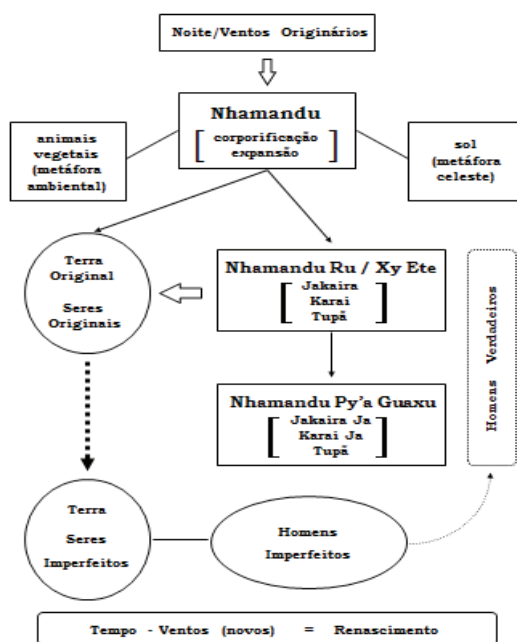 Noite/Ventos Originários
Nhamandu
[ corporificação
expansão ]
animais
vegetais
(metáfora
ambiental)
sol
(metáfora
celeste)
Terra
Original
Seres
Originais
Nhamandu Ru / Xy Ete
[ Jakaira
Karai
Tupã ]
Nhamandu Py'a Guaxu
[ Jakaira Ja
Karai Ja
Tupã ]
Homens Verdadeiros
Terra
Seres
Imperfeitos
Homens
Imperfeitos
Tempo - Ventos (novos) = Renascimento